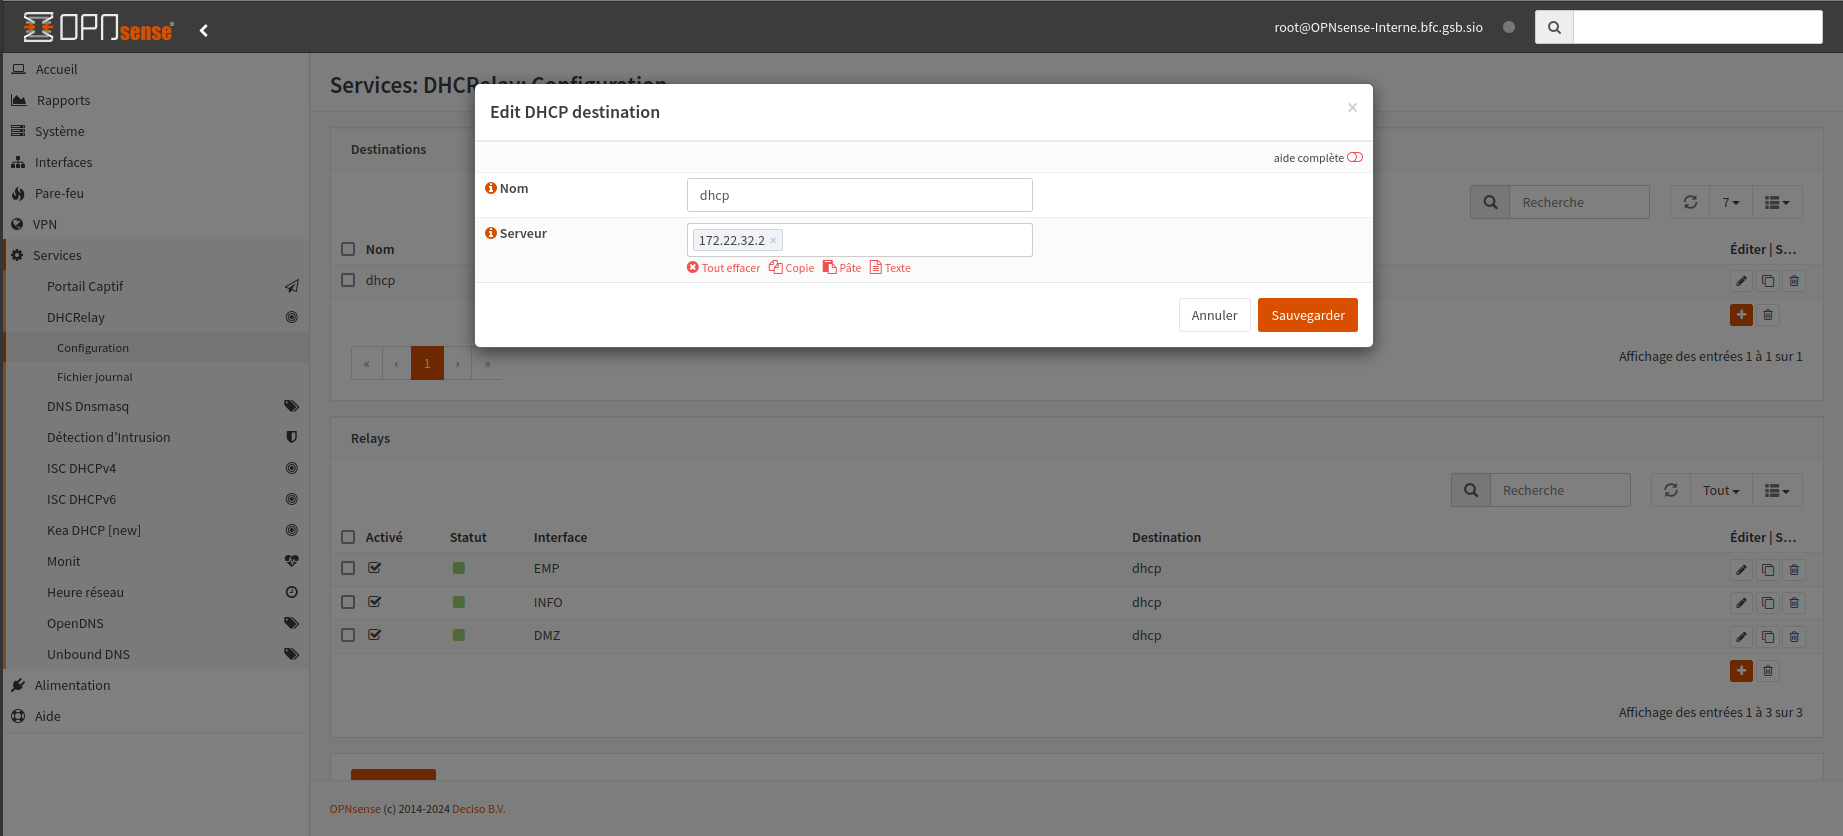 OPNsense®
root@OPNsense-Interne.bfc.gsb.sio
Accueil
Rapports
Système
Interfaces
Pare-feu
VPN
Services
Portail Captif
DHCRelay
Configuration
Fichier journal
DNS Dnsmasq
Détection d'Intrusion
ISC DHCPv4
ISC DHCPv6
Kea DHCP [new]
Monit
Heure réseau
OpenDNS
Unbound DNS
Alimentation
Aide
Services: DHCRelay: Configuration
Edit DHCP destination ×
aide complète
Nom dhcp
Serveur 172.22.32.2 ×
Tout effacer Copie Pâte Texte
Annuler Sauvegarder
Destinations
Recherche 7
Nom Éditer | S...
dhcp
« ‹ 1 › »
Affichage des entrées 1 à 1 sur 1
Relays
Recherche Tout
Activé Statut Interface Destination Éditer | S...
EMP dhcp
INFO dhcp
DMZ dhcp
Affichage des entrées 1 à 3 sur 3
OPNsense (c) 2014-2024 Deciso B.V.